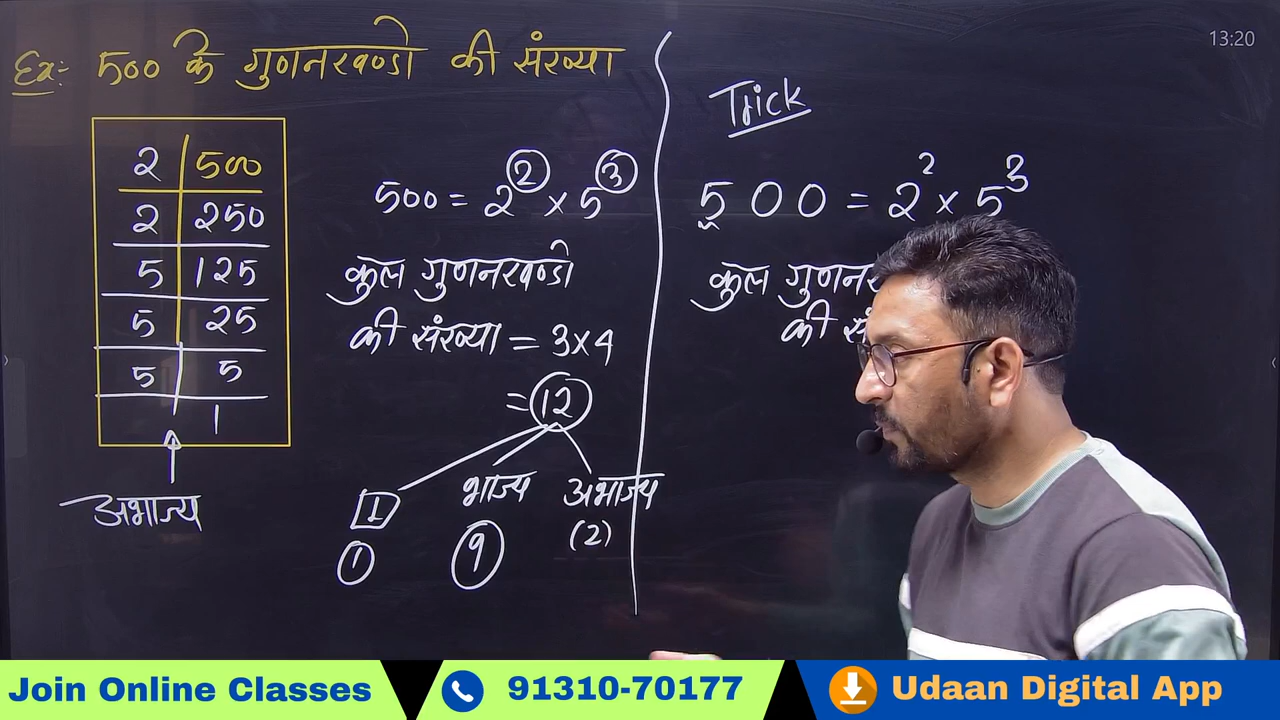 Ex:- 500 के गुणनखण्डो की संख्या
2 | 500
2 | 250
5 | 125
5 | 25
5 | 5
1
अभाज्य
500 = 2² × 5³
कुल गुणनखण्डो
की संख्या = 3×4
= 12
1 भाज्य अभाज्य
1 9 (2)
13:20
Trick
500 = 2² × 5³
कुल
की
Join Online Classes
91310-70177
Udaan Digital App